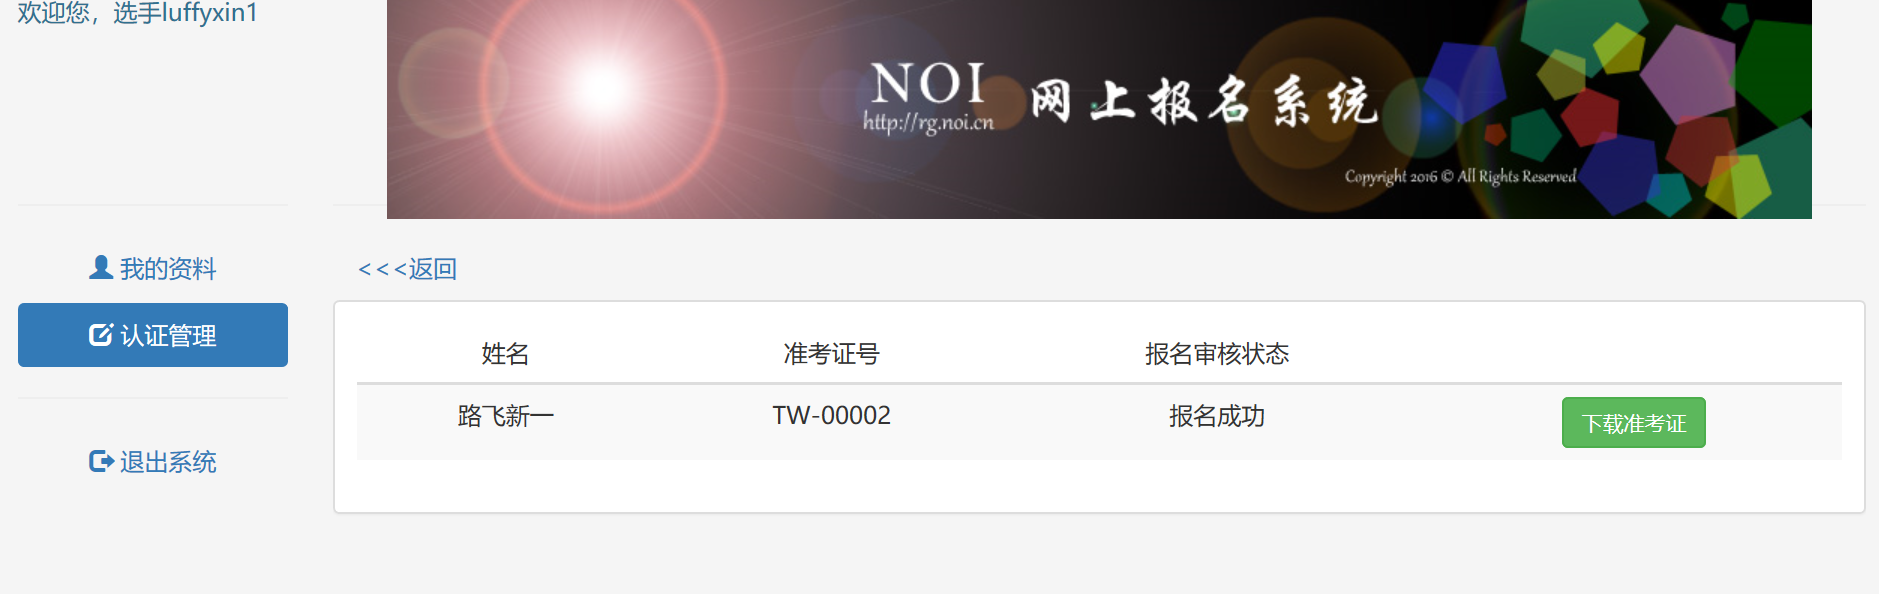 欢迎您，选手luffyxin1
NOI
http://rg.noi.cn
网上报名系统
Copyright 2016 © All Rights Reserved
我的资料
认证管理
退出系统
<<<返回
姓名 准考证号 报名审核状态
路飞新一 TW-00002 报名成功 下载准考证